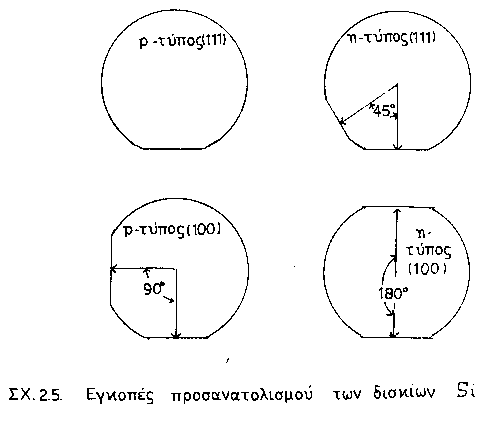 p-τύπος(111)
η-τύπος(111)
45°
p-τύπος(100)
90°
η-
τύπος
(100)
180°
ΣΧ.2.5. Εγκοπές προσανατολισμού των δισκίων Si